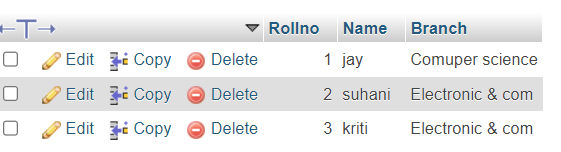 Rollno Name Branch
Edit Copy Delete 1 jay Comuper science
Edit Copy Delete 2 suhani Electronic & com
Edit Copy Delete 3 kriti Electronic & com